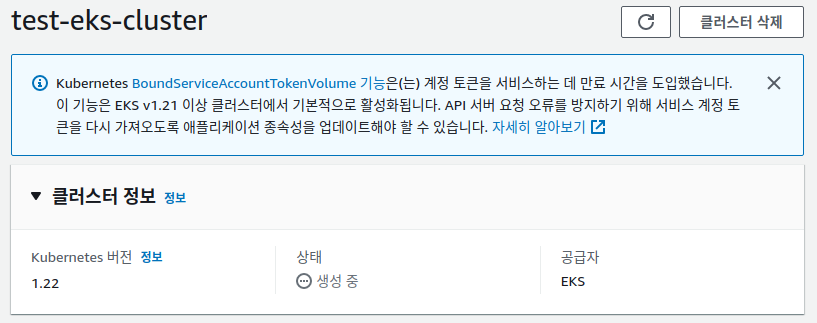 test-eks-cluster
클러스터 삭제
Kubernetes BoundServiceAccountTokenVolume 기능은(는) 계정 토큰을 서비스하는 데 만료 시간을 도입했습니다.
이 기능은 EKS v1.21 이상 클러스터에서 기본적으로 활성화됩니다. API 서버 요청 오류를 방지하기 위해 서비스 계정 토
큰을 다시 가져오도록 애플리케이션 종속성을 업데이트해야 할 수 있습니다. 자세히 알아보기
클러스터 정보 정보
Kubernetes 버전 정보
1.22
상태
생성 중
공급자
EKS